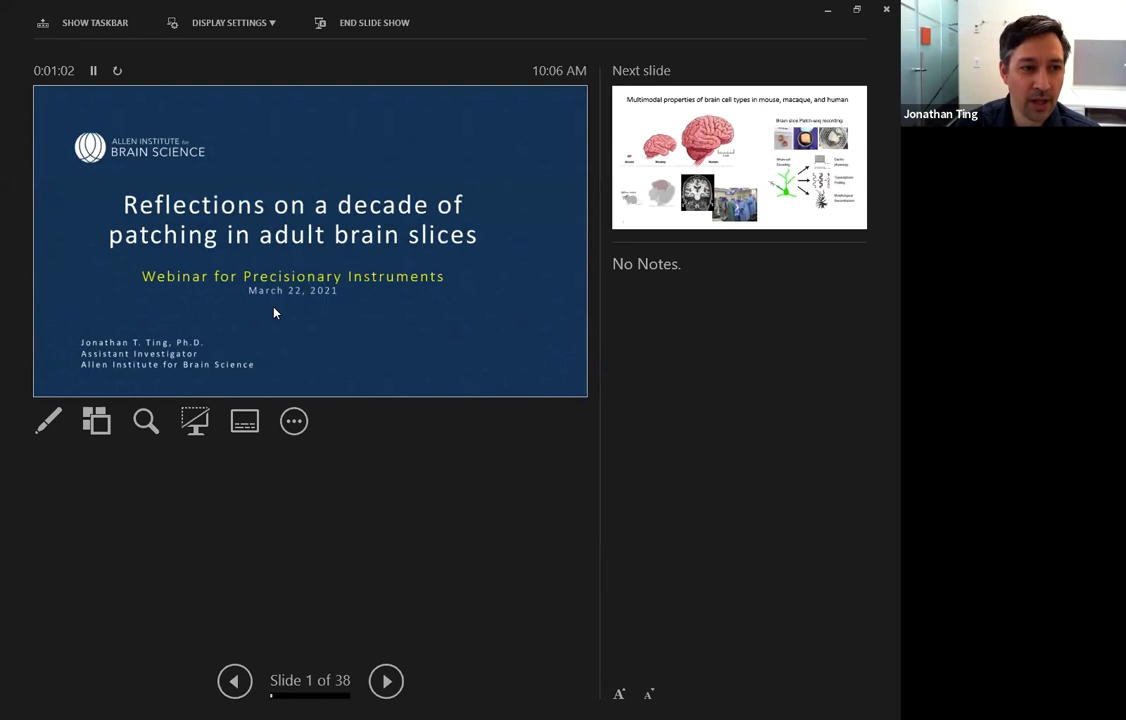 SHOW TASKBAR
DISPLAY SETTINGS ▼
END SLIDE SHOW
0:01:02
10:06 AM
Next slide
ALLEN INSTITUTE for
BRAIN SCIENCE
Reflections on a decade of
patching in adult brain slices
Webinar for Precisionary Instruments
March 22, 2021
Jonathan T. Ting, Ph.D.
Assistant Investigator
Allen Institute for Brain Science
Multimodal properties of brain cell types in mouse, macaque, and human
Brain slice Patch-seq recording
No Notes.
Slide 1 of 38
A
A
Jonathan Ting